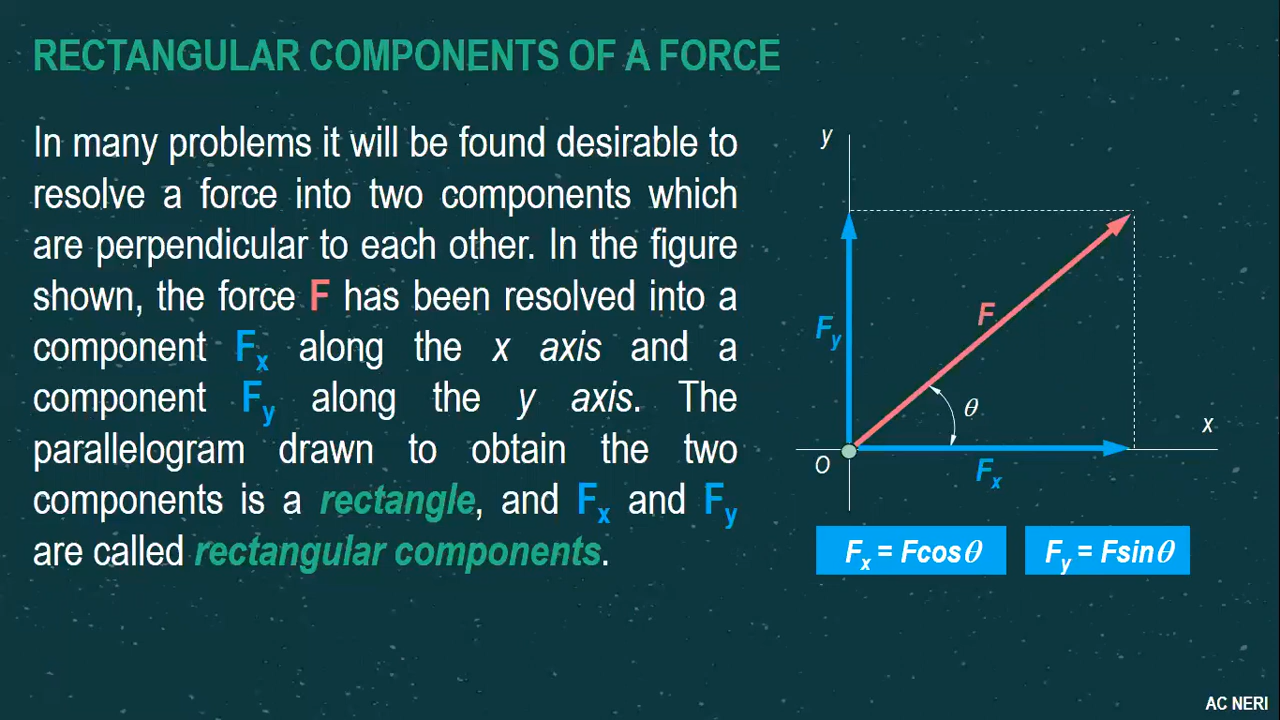 RECTANGULAR COMPONENTS OF A FORCE
In many problems it will be found desirable to
resolve a force into two components which
are perpendicular to each other. In the figure
shown, the force F has been resolved into a
component Fx along the x axis and a
component Fy along the y axis. The
parallelogram drawn to obtain the two
components is a rectangle, and Fx and Fy
are called rectangular components.
y
F
Fy
θ
x
O
Fx
Fx = Fcosθ
Fy = Fsinθ
AC NERI